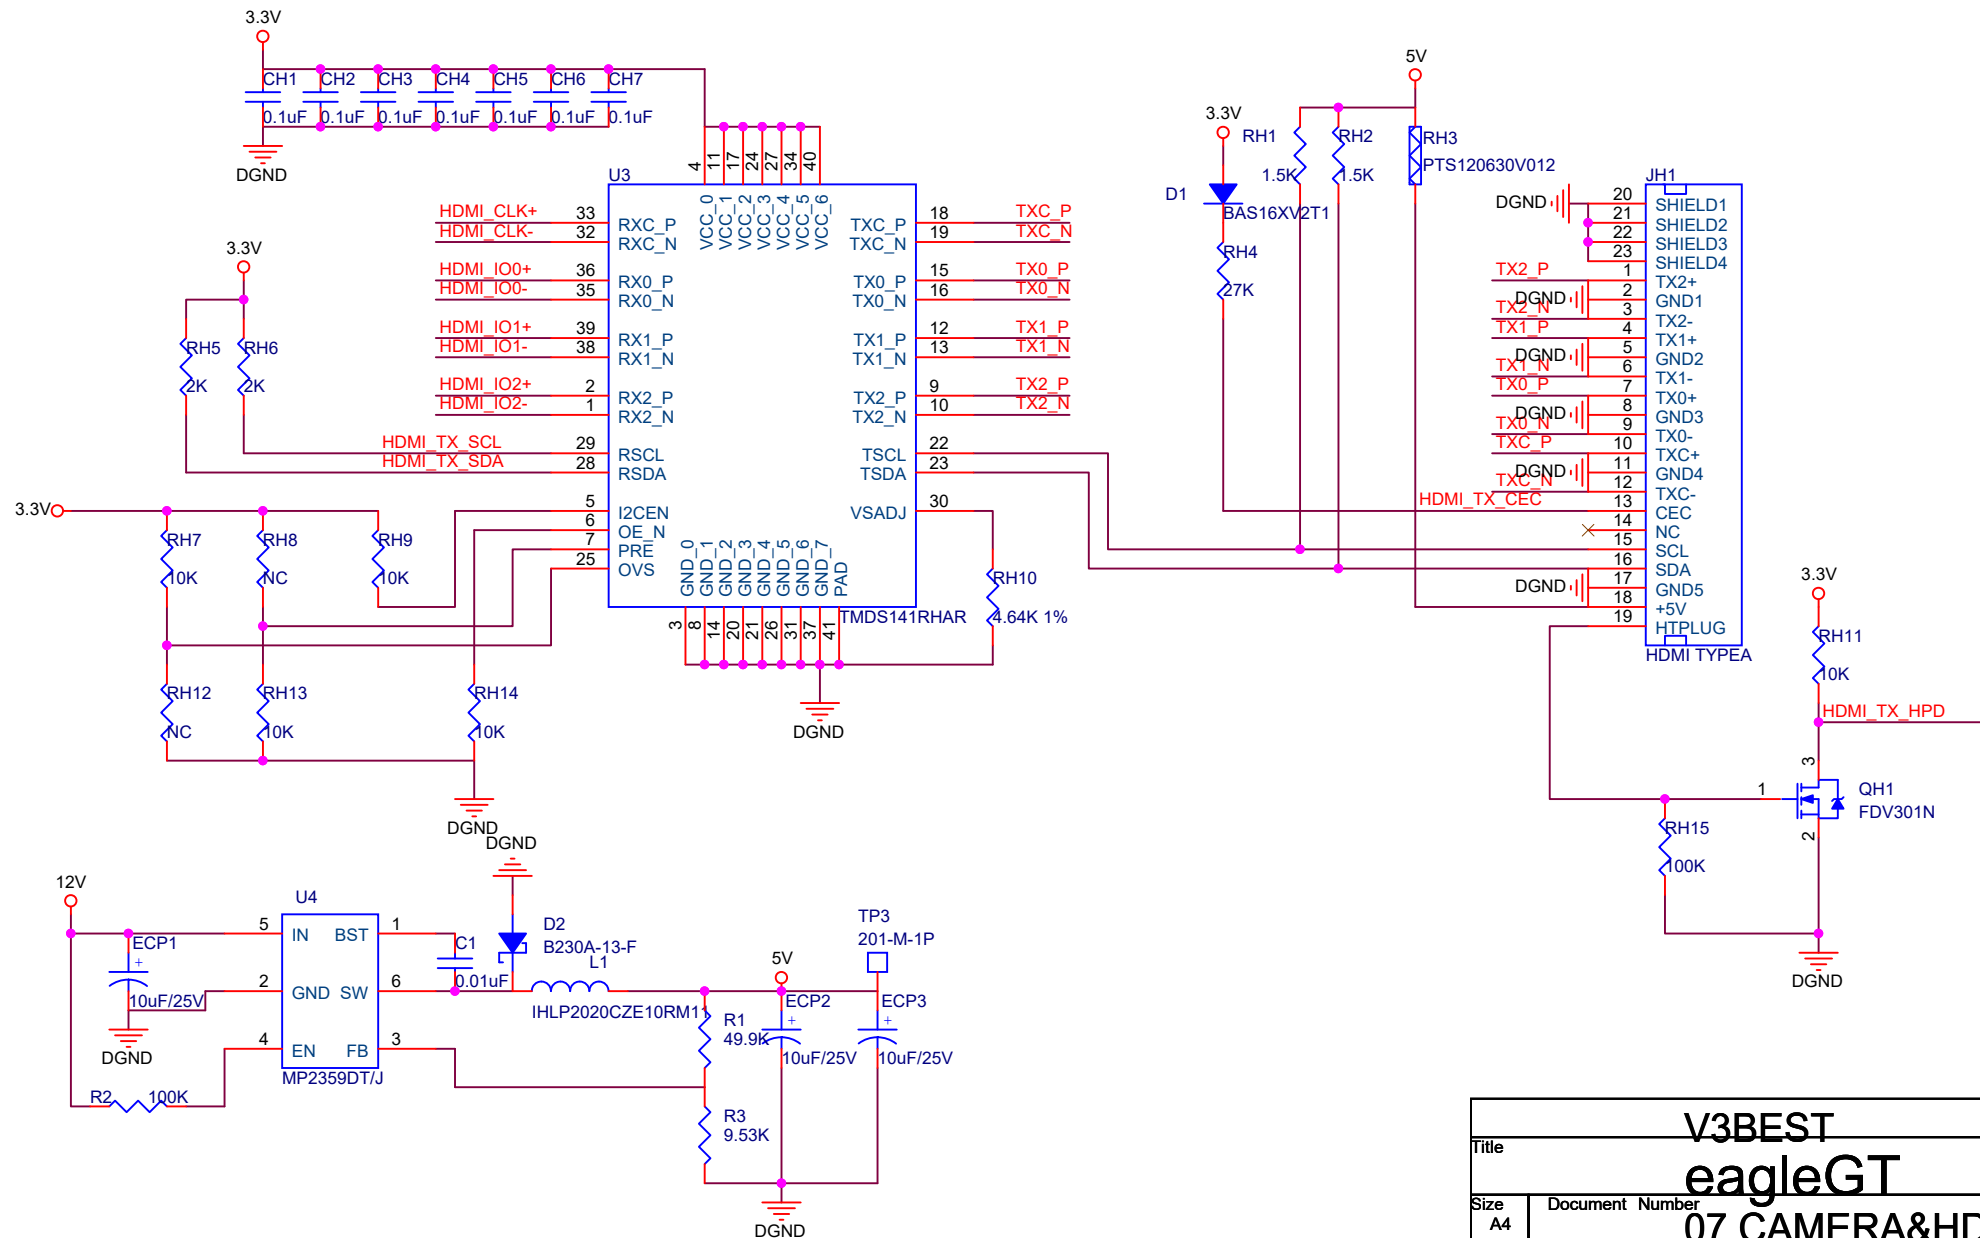 3.3V
CH1 CH2 CH3 CH4 CH5 CH6 CH7
0.1uF 0.1uF 0.1uF 0.1uF 0.1uF 0.1uF 0.1uF
DGND
4 11 17 24 27 34 40
U3
VCC_0 VCC_1 VCC_2 VCC_3 VCC_4 VCC_5 VCC_6
HDMI_CLK+ 33 RXC_P TXC_P 18 TXC_P
HDMI_CLK- 32 RXC_N TXC_N 19 TXC_N
HDMI_IO0+ 36 RX0_P TX0_P 15 TX0_P
HDMI_IO0- 35 RX0_N TX0_N 16 TX0_N
HDMI_IO1+ 39 RX1_P TX1_P 12 TX1_P
HDMI_IO1- 38 RX1_N TX1_N 13 TX1_N
HDMI_IO2+ 2 RX2_P TX2_P 9 TX2_P
HDMI_IO2- 1 RX2_N TX2_N 10 TX2_N
HDMI_TX_SCL 29 RSCL TSCL 22
HDMI_TX_SDA 28 RSDA TSDA 23
5 I2CEN VSADJ 30
6 OE_N
7 PRE
25 OVS
GND_0 GND_1 GND_2 GND_3 GND_4 GND_5 GND_6 GND_7 PAD
3 8 14 20 21 26 31 37 41
TMDS141RHAR
RH10
4.64K 1%
DGND
3.3V
RH5 RH6
2K 2K
3.3V
RH7 RH8 RH9
10K NC 10K
RH12 RH13 RH14
NC 10K 10K
DGND
3.3V
D1
BAS16XV2T1
RH4
27K
5V
RH1 RH2 RH3
1.5K 1.5K PTS120630V012
JH1
DGND 20 SHIELD1
21 SHIELD2
22 SHIELD3
23 SHIELD4
TX2_P 1 TX2+
DGND 2 GND1
TX2_N 3 TX2-
TX1_P 4 TX1+
DGND 5 GND2
TX1_N 6 TX1-
TX0_P 7 TX0+
DGND 8 GND3
TX0_N 9 TX0-
TXC_P 10 TXC+
DGND 11 GND4
TXC_N 12 TXC-
HDMI_TX_CEC 13 CEC
14 NC
15 SCL
16 SDA
DGND 17 GND5
18 +5V
19 HTPLUG
HDMI TYPEA
3.3V
RH11
10K
HDMI_TX_HPD
3
1
2
QH1
FDV301N
RH15
100K
DGND
12V
ECP1
+
10uF/25V
DGND
R2 100K
U4
5 IN BST 1
2 GND SW 6
4 EN FB 3
MP2359DT/J
C1
0.01uF
DGND
D2
B230A-13-F
L1
IHLP2020CZE10RM11
R1
49.9K
R3
9.53K
5V
ECP2
+
10uF/25V
TP3
201-M-1P
ECP3
+
10uF/25V
DGND
V3BEST
Title
eagleGT
Size Document Number
A4 07 CAMERA&HD